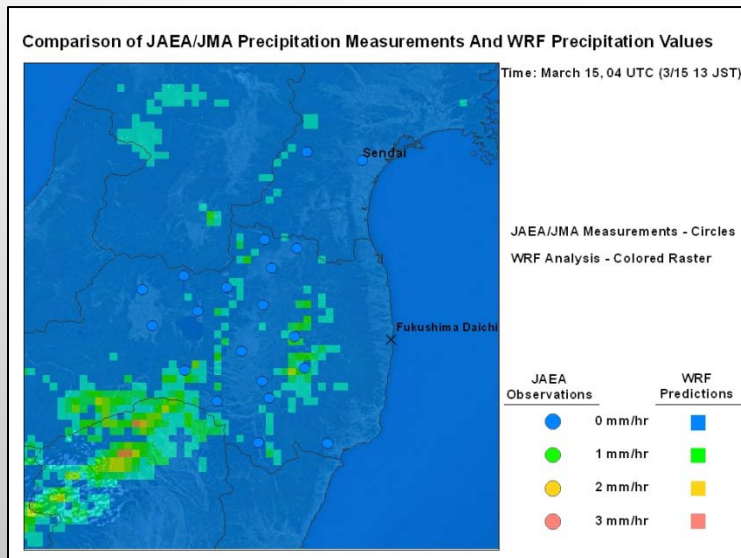 Comparison of JAEA/JMA Precipitation Measurements And WRF Precipitation Values
Time: March 15, 04 UTC (3/15 13 JST)
Sendai
JAEA/JMA Measurements - Circles
WRF Analysis - Colored Raster
Fukushima Daichi
JAEA Observations
WRF Predictions
0 mm/hr
1 mm/hr
2 mm/hr
3 mm/hr